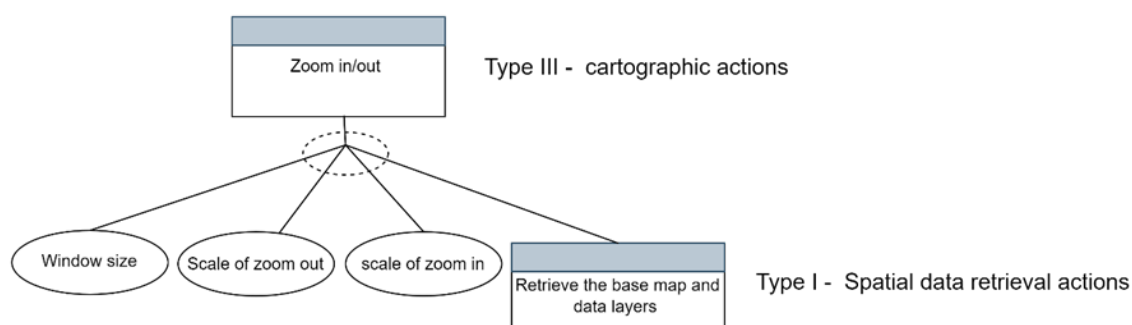 Zoom in/out
Type III -  cartographic actions
Window size
Scale of zoom out
scale of zoom in
Retrieve the base map and
data layers
Type I -  Spatial data retrieval actions